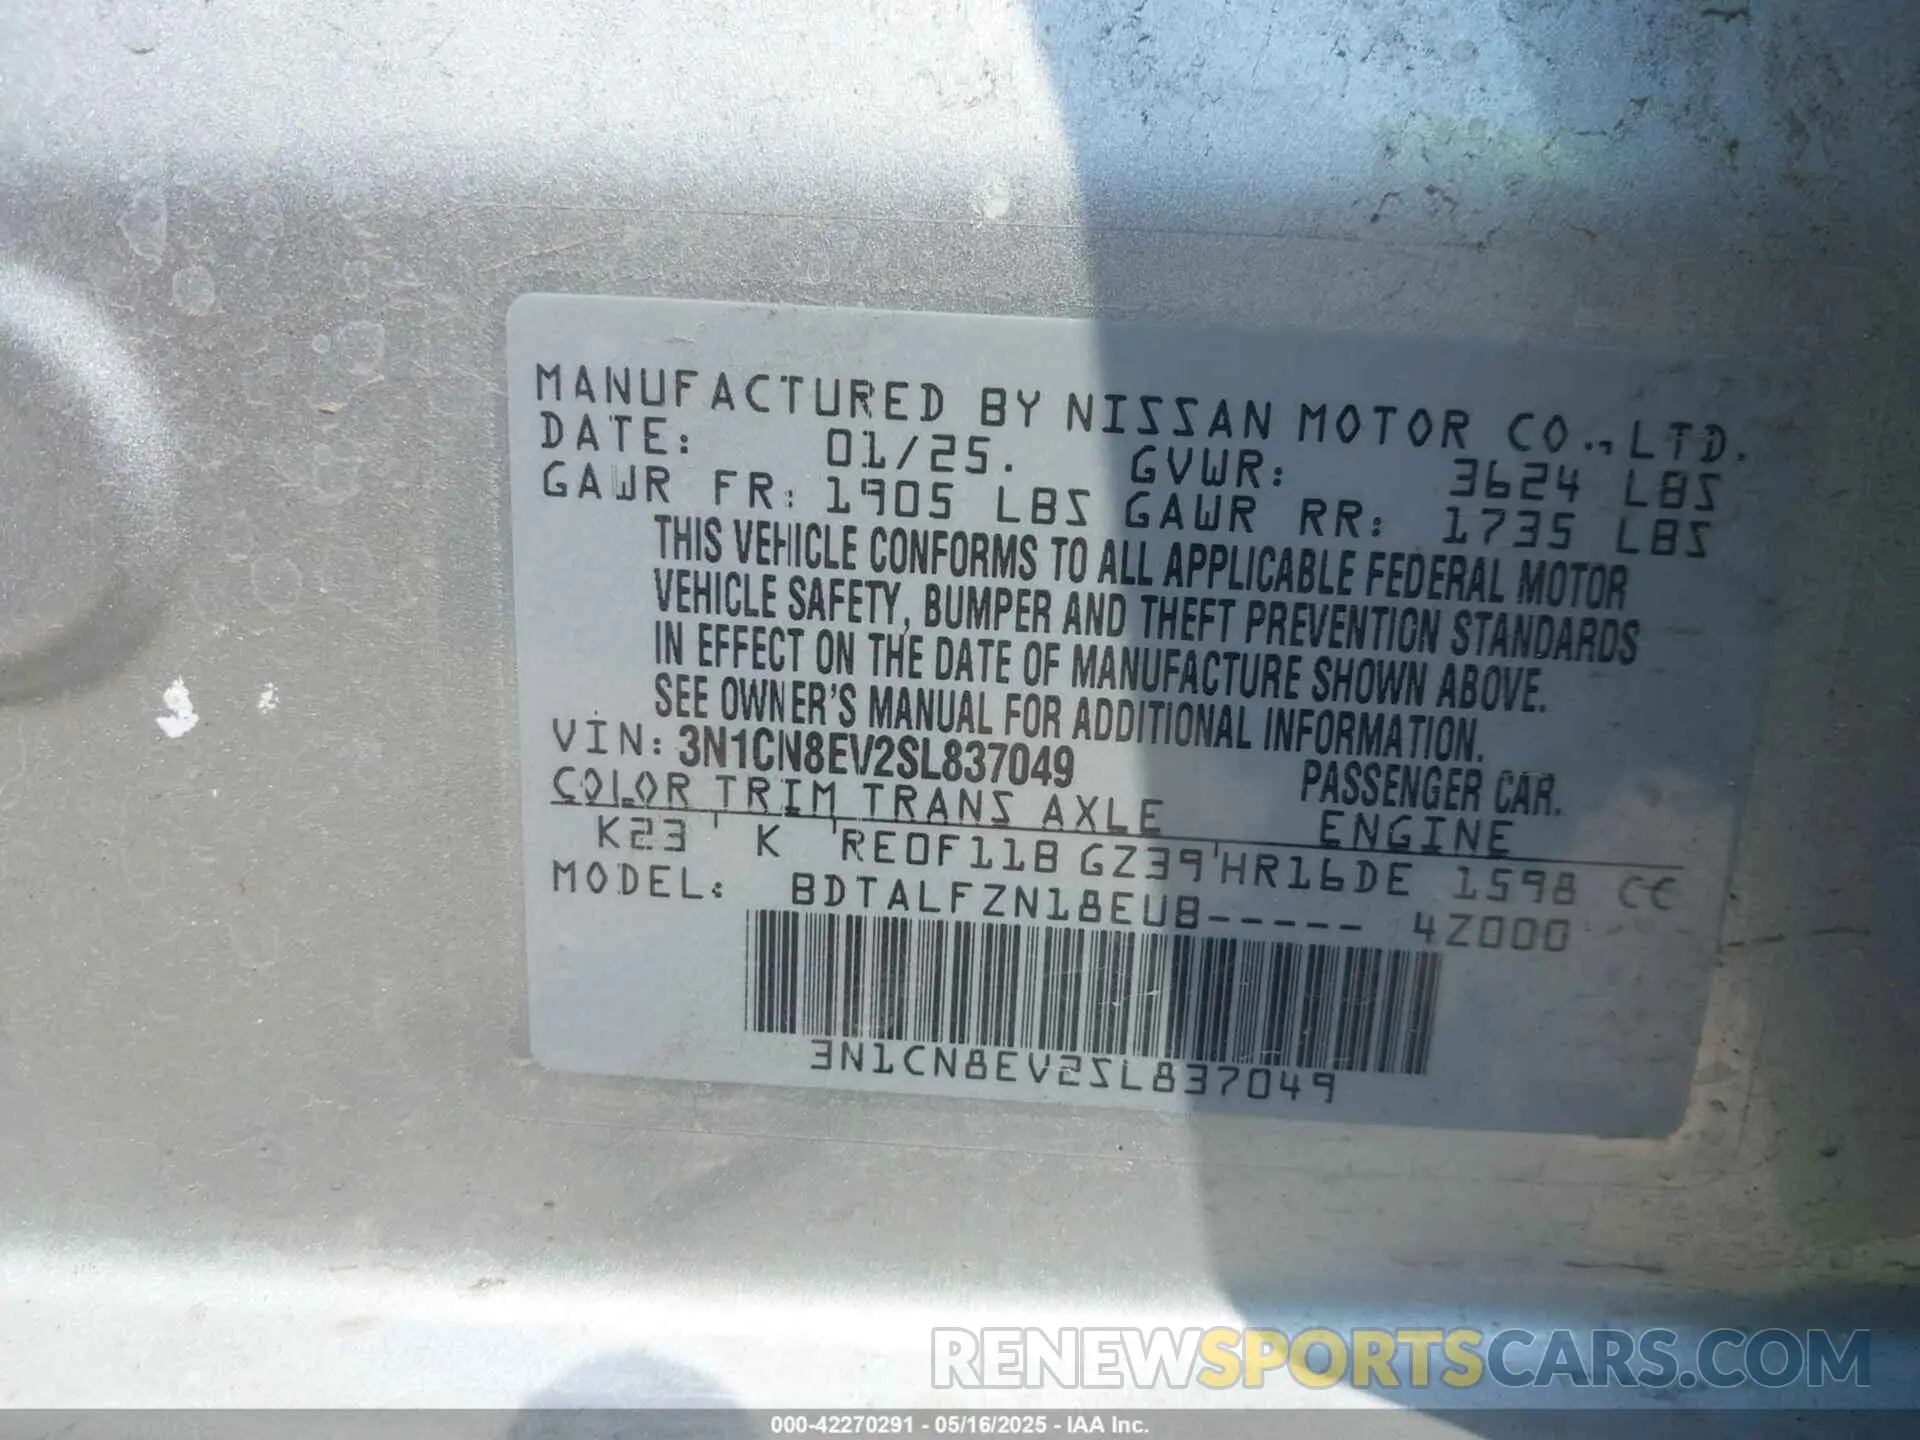 MANUFACTURED BY NISSAN MOTOR CO.,LTD.
DATE: 01/25. GVWR: 3624 LBS
GAWR FR: 1905 LBS GAWR RR: 1735 LBS
THIS VEHICLE CONFORMS TO ALL APPLICABLE FEDERAL MOTOR
VEHICLE SAFETY, BUMPER AND THEFT PREVENTION STANDARDS
IN EFFECT ON THE DATE OF MANUFACTURE SHOWN ABOVE.
SEE OWNER'S MANUAL FOR ADDITIONAL INFORMATION.
VIN: 3N1CN8EV2SL837049 PASSENGER CAR.
COLOR TRIM TRANS AXLE ENGINE
K23 K RE0F11B GZ39 HR16DE 1598 CC
MODEL: BDTALFZN18EUB----- 4Z000
3N1CN8EV2SL837049
RENEWSPORTSCARS.COM
000-42270291 - 05/16/2025 - IAA Inc.